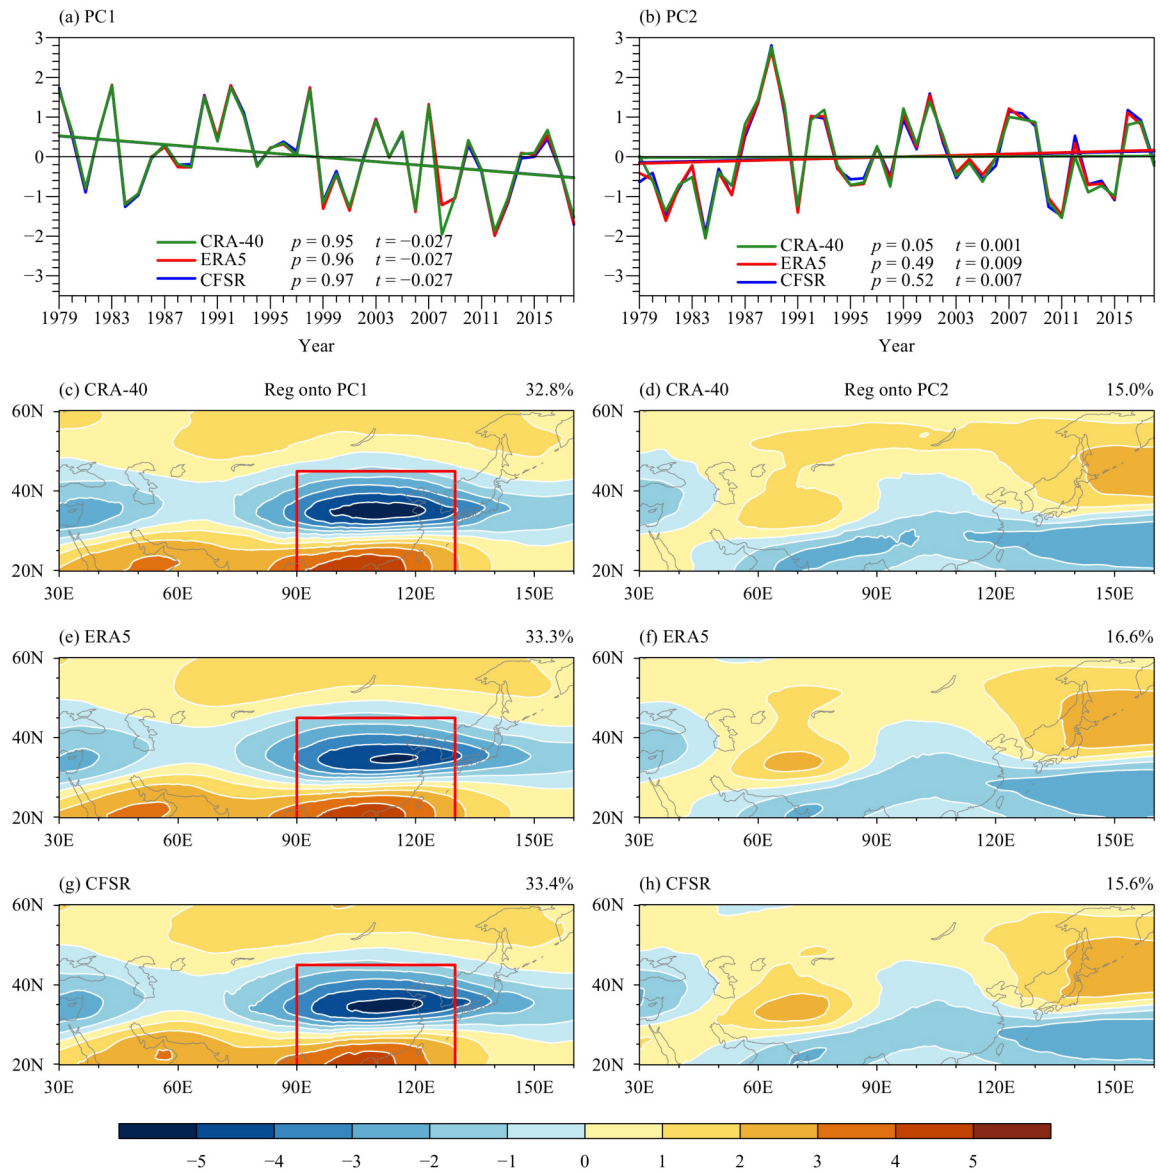 (a) PC1
3
2
1
0
−1
−2
−3
CRA-40 p = 0.95 t = −0.027
ERA5 p = 0.96 t = −0.027
CFSR p = 0.97 t = −0.027
1979 1983 1987 1991 1995 1999 2003 2007 2011 2015
Year
(b) PC2
3
2
1
0
−1
−2
−3
CRA-40 p = 0.05 t = 0.001
ERA5 p = 0.49 t = 0.009
CFSR p = 0.52 t = 0.007
1979 1983 1987 1991 1995 1999 2003 2007 2011 2015
Year
(c) CRA-40 Reg onto PC1 32.8%
60N
40N
20N
30E 60E 90E 120E 150E
(d) CRA-40 Reg onto PC2 15.0%
60N
40N
20N
30E 60E 90E 120E 150E
(e) ERA5 33.3%
60N
40N
20N
30E 60E 90E 120E 150E
(f) ERA5 16.6%
60N
40N
20N
30E 60E 90E 120E 150E
(g) CFSR 33.4%
60N
40N
20N
30E 60E 90E 120E 150E
(h) CFSR 15.6%
60N
40N
20N
30E 60E 90E 120E 150E
−5 −4 −3 −2 −1 0 1 2 3 4 5